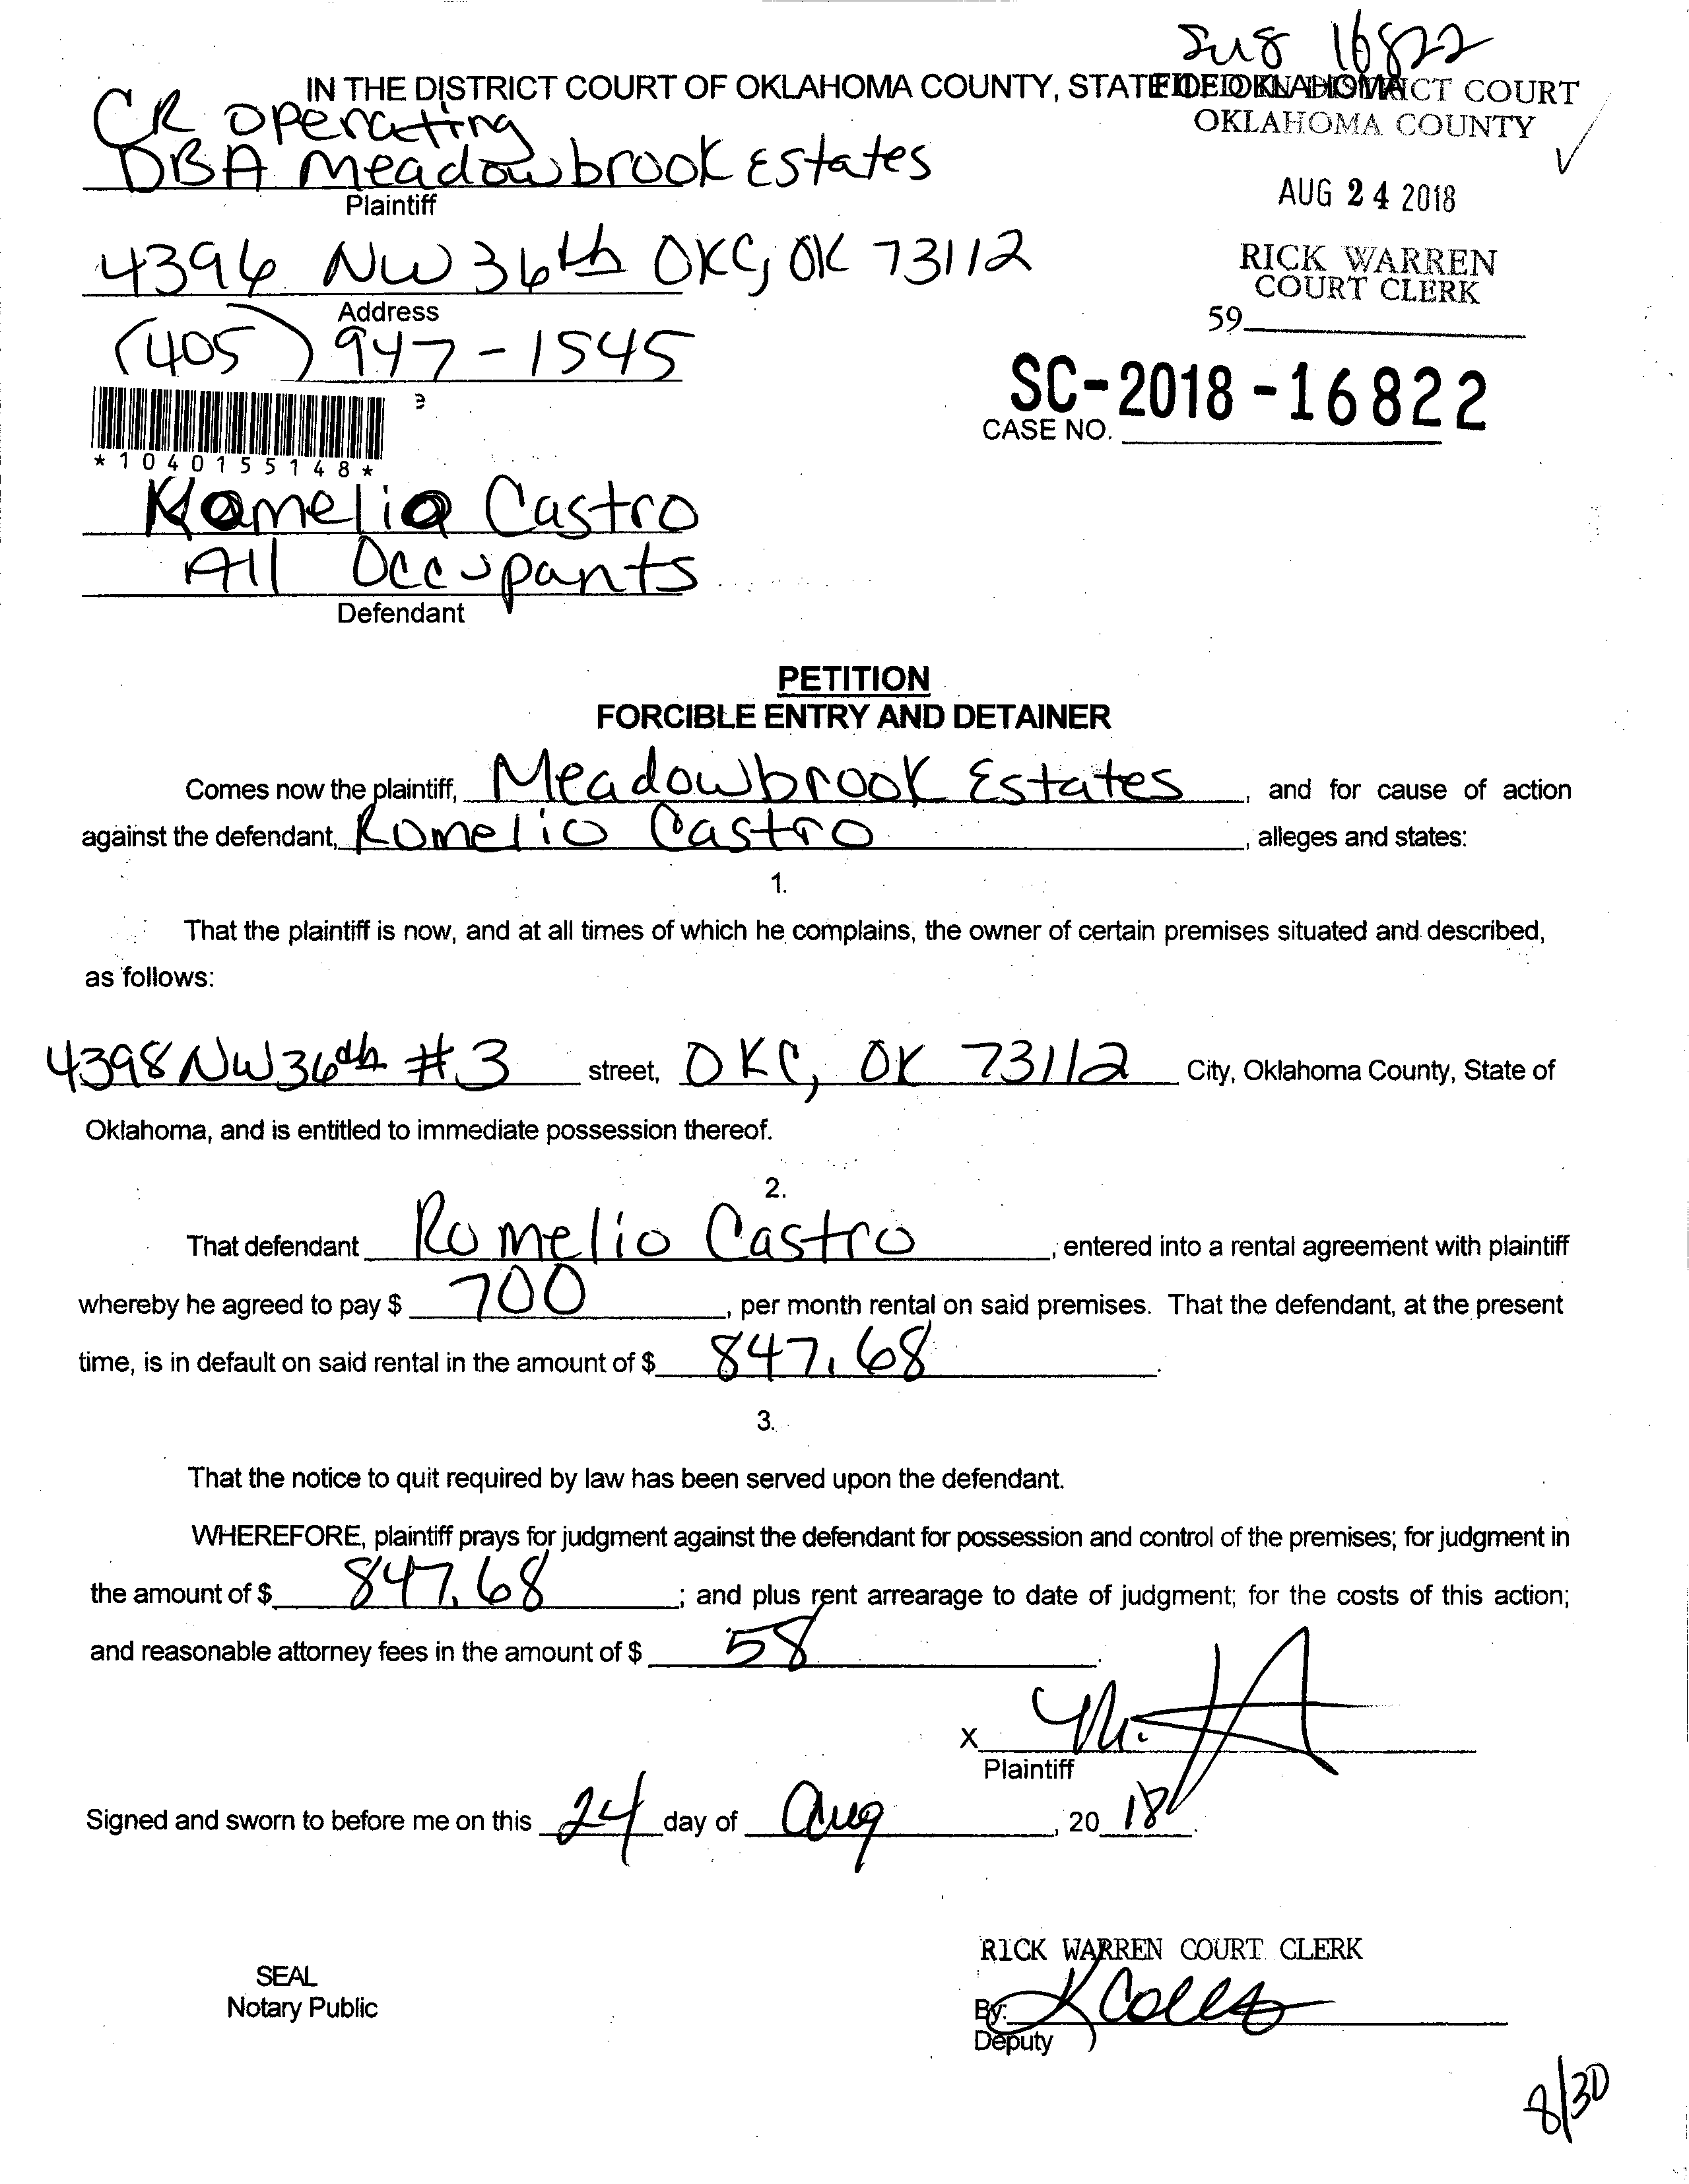 2018 16822
IN THE DISTRICT COURT OF OKLAHOMA COUNTY, STATE OF OKLAHOMA
FILED IN DISTRICT COURT
OKLAHOMA COUNTY
CR operating
DBA Meadowbrook Estates
Plaintiff
AUG 24 2018
4396 NW 36th OKC, OK 73112
Address
RICK WARREN
COURT CLERK
59
(405) 947-1545
SC-2018-16822
CASE NO.
*1040155148*
Castro
All Occupants
Defendant
PETITION
FORCIBLE ENTRY AND DETAINER
Comes now the plaintiff, Meadowbrook Estates, and for cause of action
against the defendant, Romelio Castro, alleges and states:
1.
That the plaintiff is now, and at all times of which he complains, the owner of certain premises situated and described,
as follows:
4398 NW 36th #3 street, OKC, OK 73112 City, Oklahoma County, State of
Oklahoma, and is entitled to immediate possession thereof.
2.
That defendant Romelio Castro, entered into a rental agreement with plaintiff
whereby he agreed to pay $ 700, per month rental on said premises. That the defendant, at the present
time, is in default on said rental in the amount of $ 847.68.
3.
That the notice to quit required by law has been served upon the defendant.
WHEREFORE, plaintiff prays for judgment against the defendant for possession and control of the premises; for judgment in
the amount of $ 847.68; and plus rent arrearage to date of judgment; for the costs of this action;
and reasonable attorney fees in the amount of $ 58.
X
Plaintiff
Signed and sworn to before me on this 24 day of Aug, 20 18.
RICK WARREN COURT CLERK
SEAL
Notary Public
By:
Deputy
8/30